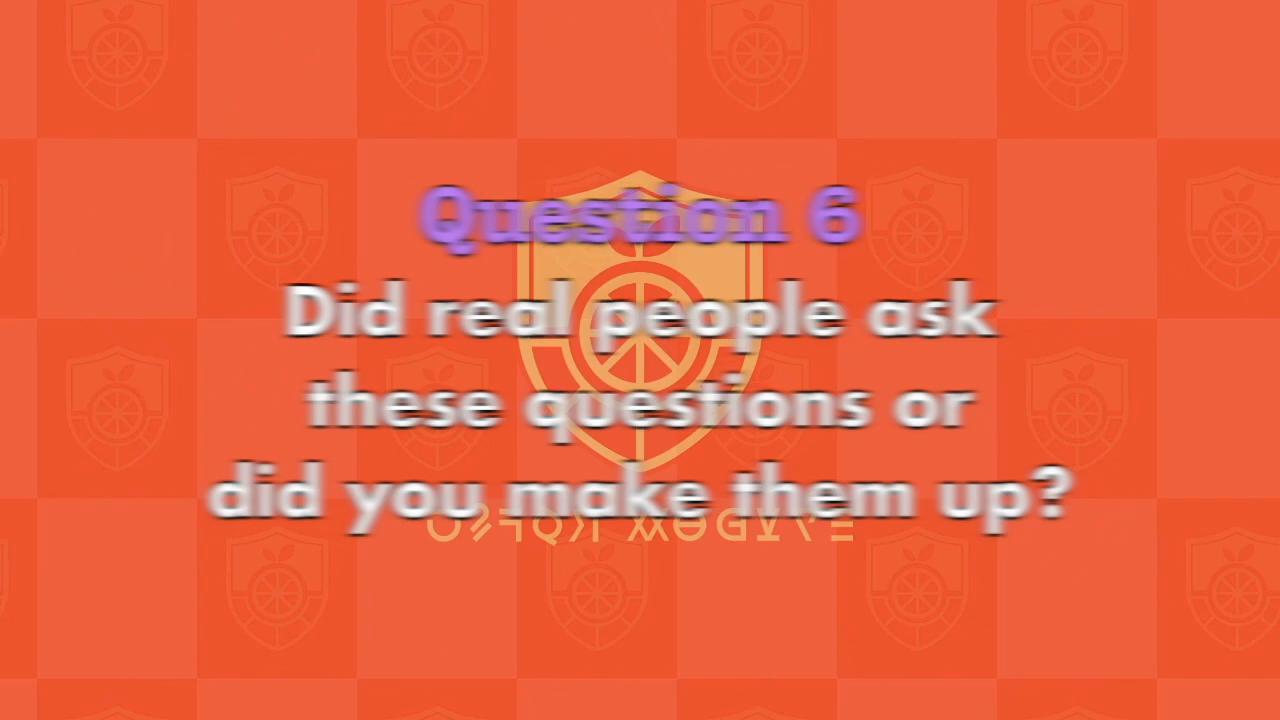 Question 6
Did real people ask
these questions or
did you make them up?